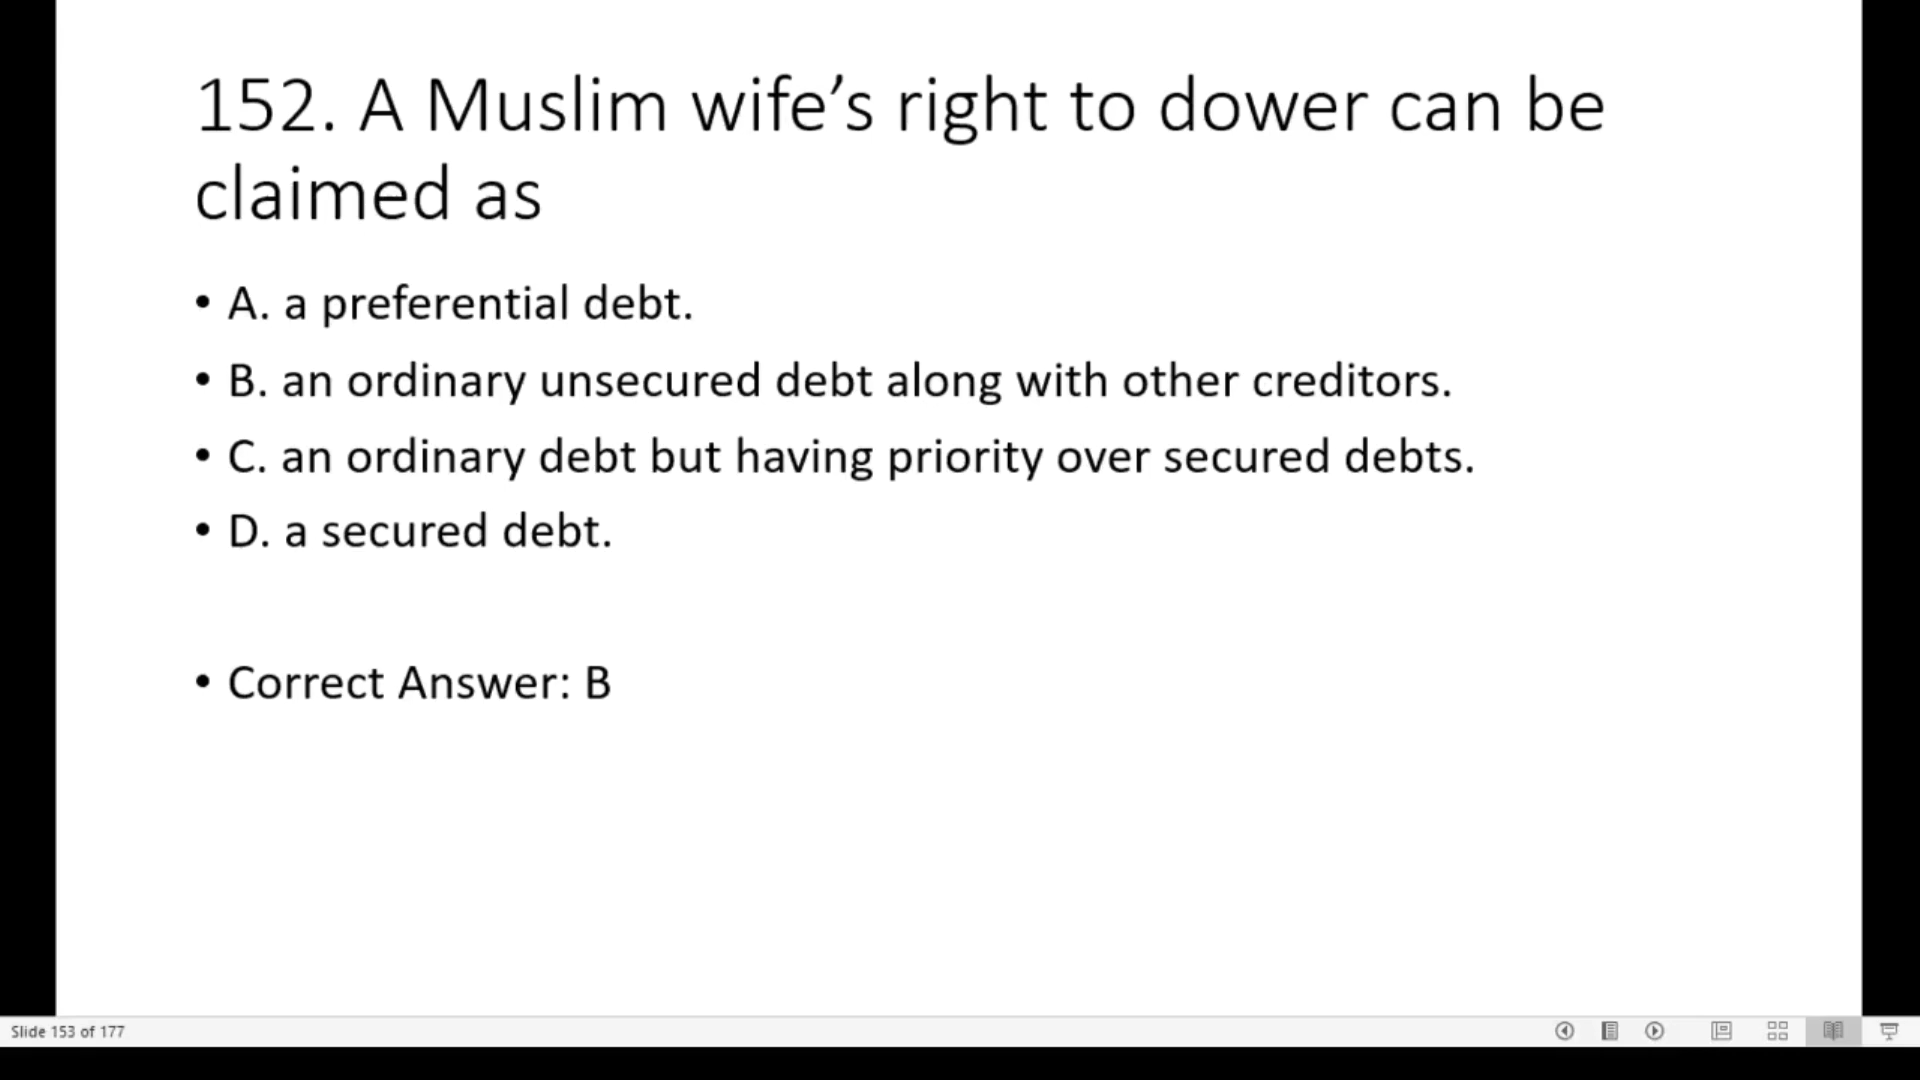 152. A Muslim wife’s right to dower can be
claimed as
• A. a preferential debt.
• B. an ordinary unsecured debt along with other creditors.
• C. an ordinary debt but having priority over secured debts.
• D. a secured debt.
• Correct Answer: B
Slide 153 of 177